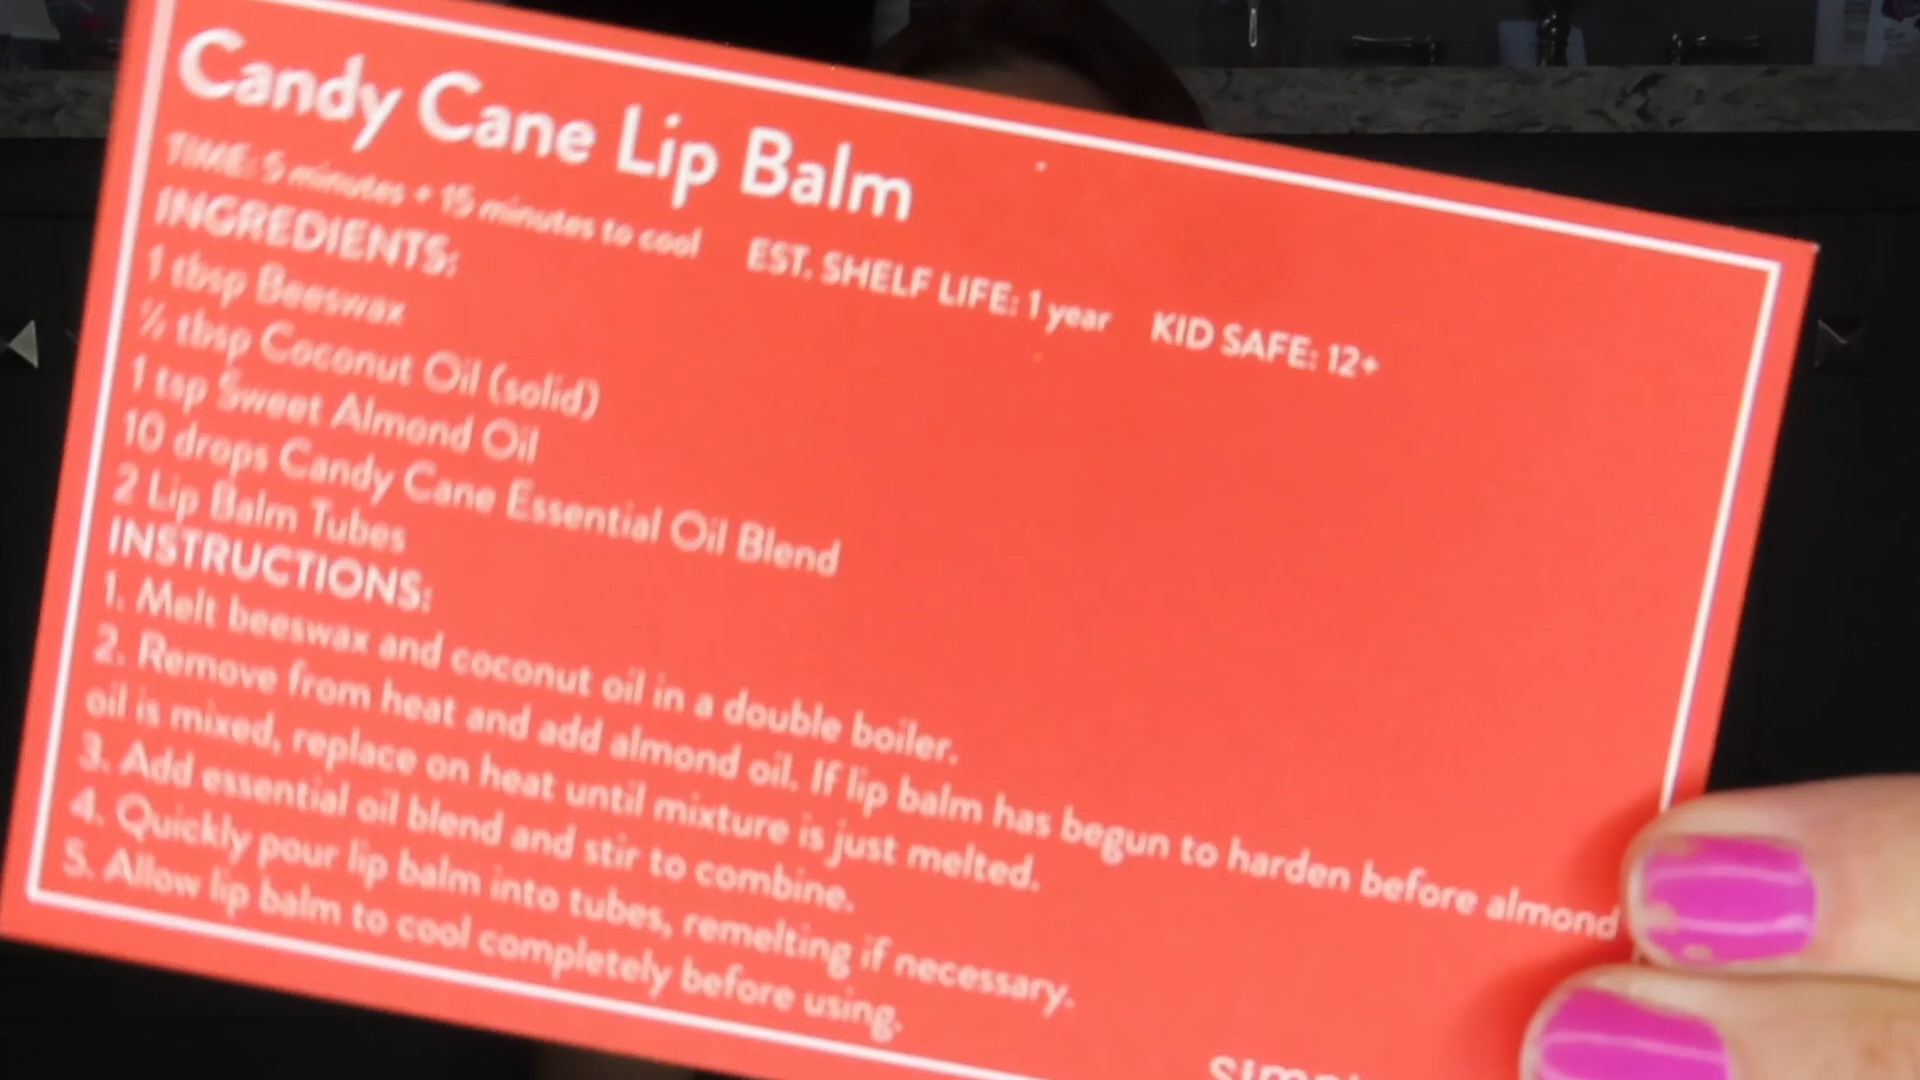 Candy Cane Lip Balm
TIME: 5 minutes + 15 minutes to cool EST. SHELF LIFE: 1 year KID SAFE: 12+
INGREDIENTS:
1 tbsp Beeswax
½ tbsp Coconut Oil (solid)
1 tsp Sweet Almond Oil
10 drops Candy Cane Essential Oil Blend
2 Lip Balm Tubes
INSTRUCTIONS:
1. Melt beeswax and coconut oil in a double boiler.
2. Remove from heat and add almond oil. If lip balm has begun to harden before almond
oil is mixed, replace on heat until mixture is just melted.
3. Add essential oil blend and stir to combine.
4. Quickly pour lip balm into tubes, remelting if necessary.
5. Allow lip balm to cool completely before using.